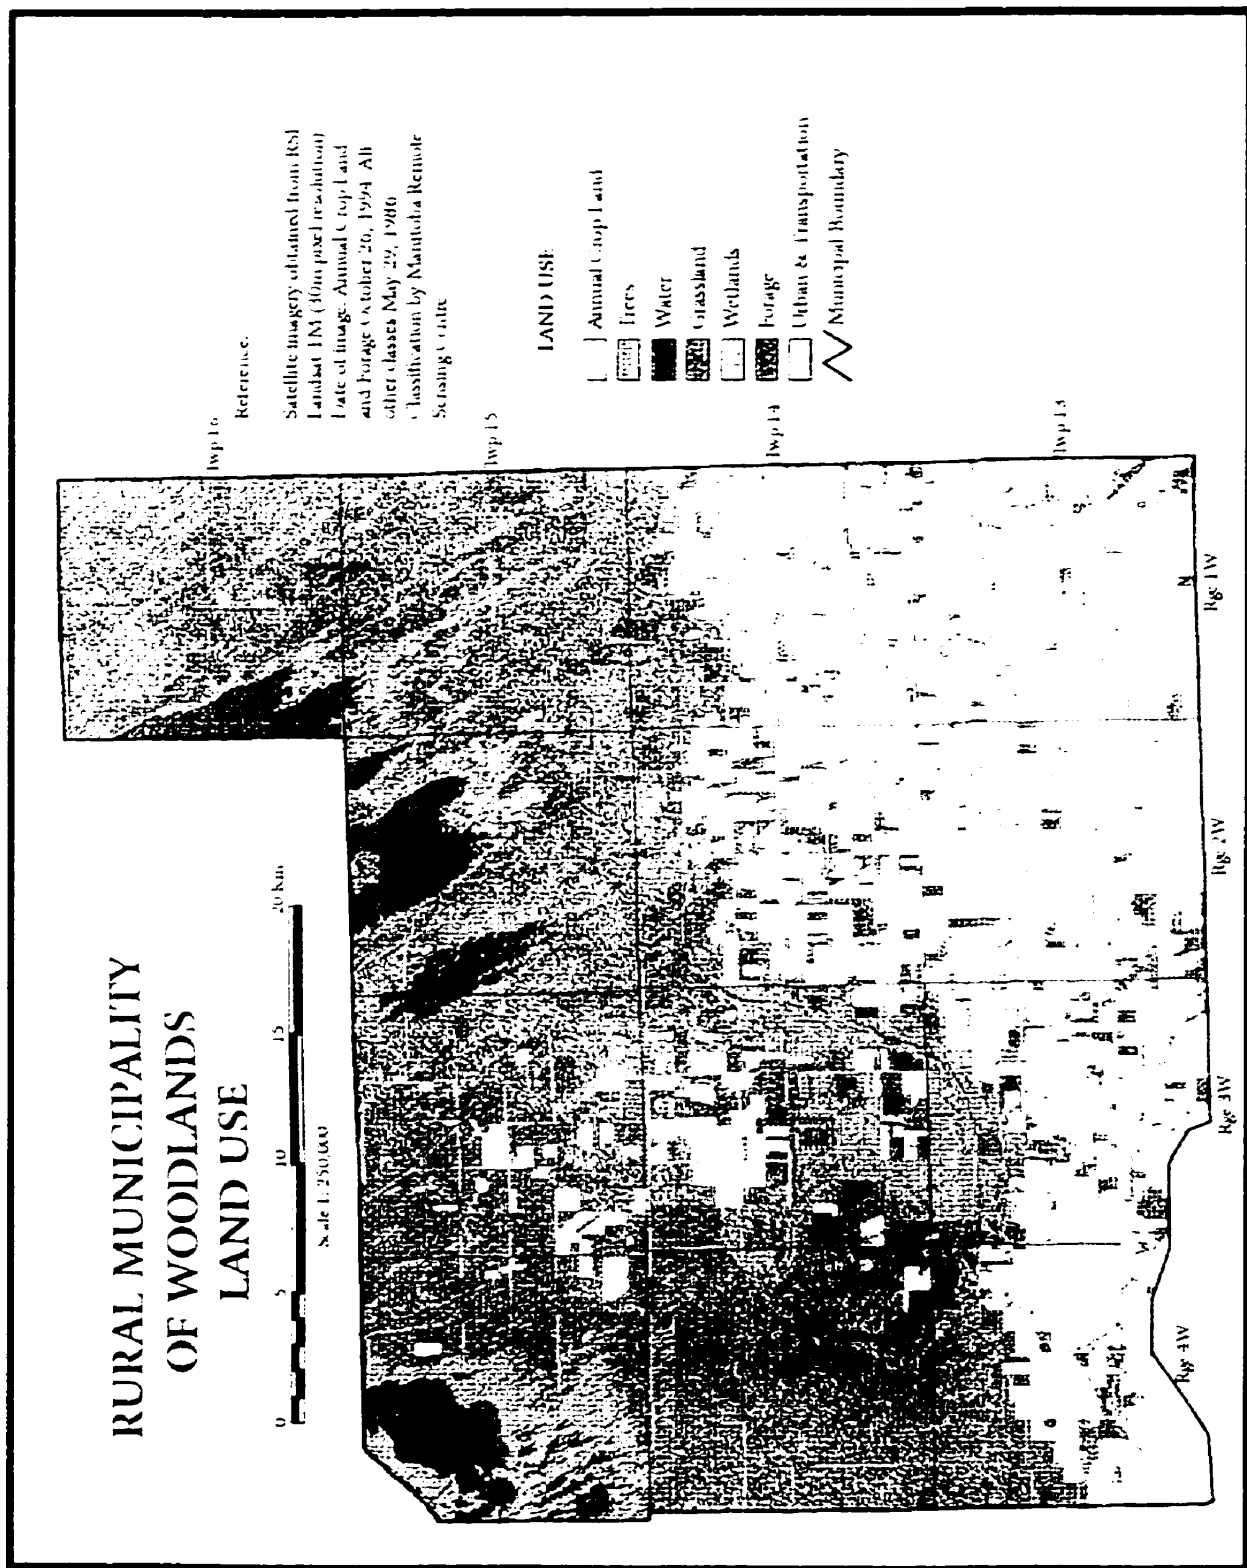 RURAL MUNICIPALITY
OF WOODLANDS
LAND USE
0 5 10 15 20 Km
Scale 1: 250,000
Twp 16
Twp 15
Twp 14
Twp 13
Rge 4W
Rge 3W
Rge 2W
Rge 1W
Reference:
Satellite imagery obtained from RSI
Landsat TM (30m pixel resolution)
Date of image: Annual Crop Land
and Forage October 26, 1994 All
other classes May 29, 1986
Classification by Manitoba Remote
Sensing Centre
LAND USE
Annual Crop Land
Trees
Water
Grassland
Wetlands
Forage
Urban & Transportation
Municipal Boundary